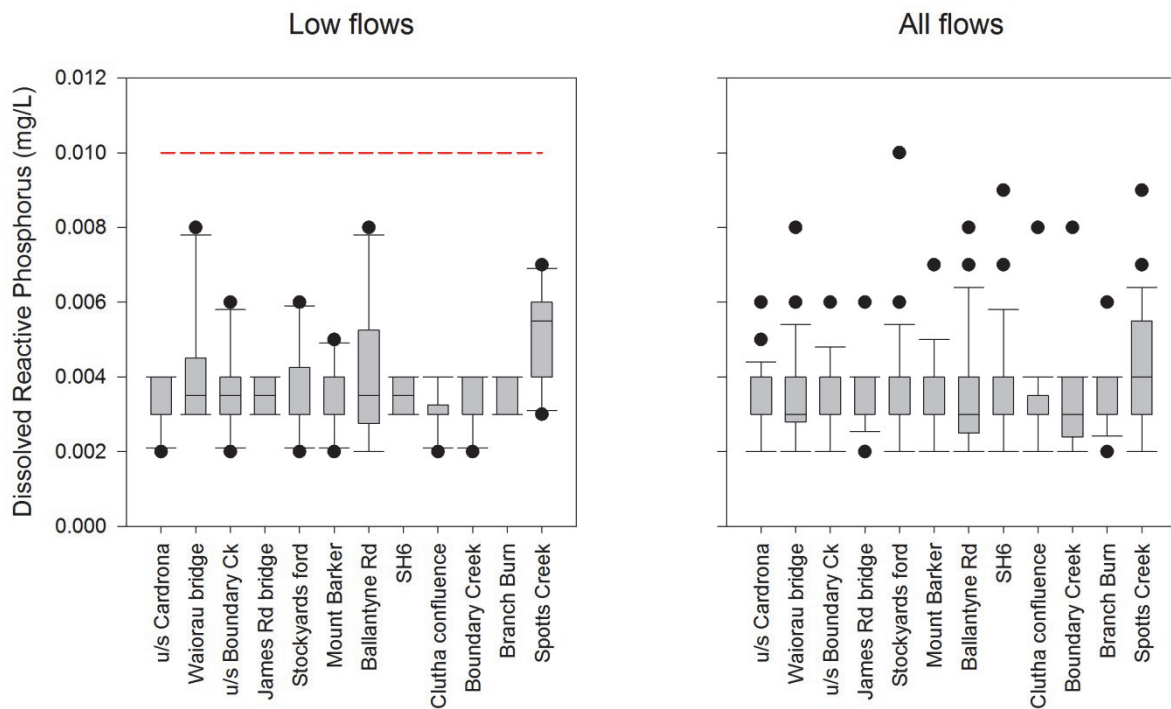 Low flows
All flows
Dissolved Reactive Phosphorus (mg/L)
0.012
0.010
0.008
0.006
0.004
0.002
0.000
u/s Cardrona
Waiorau bridge
u/s Boundary Ck
James Rd bridge
Stockyards ford
Mount Barker
Ballantyne Rd
SH6
Clutha confluence
Boundary Creek
Branch Burn
Spotts Creek
u/s Cardrona
Waiorau bridge
u/s Boundary Ck
James Rd bridge
Stockyards ford
Mount Barker
Ballantyne Rd
SH6
Clutha confluence
Boundary Creek
Branch Burn
Spotts Creek